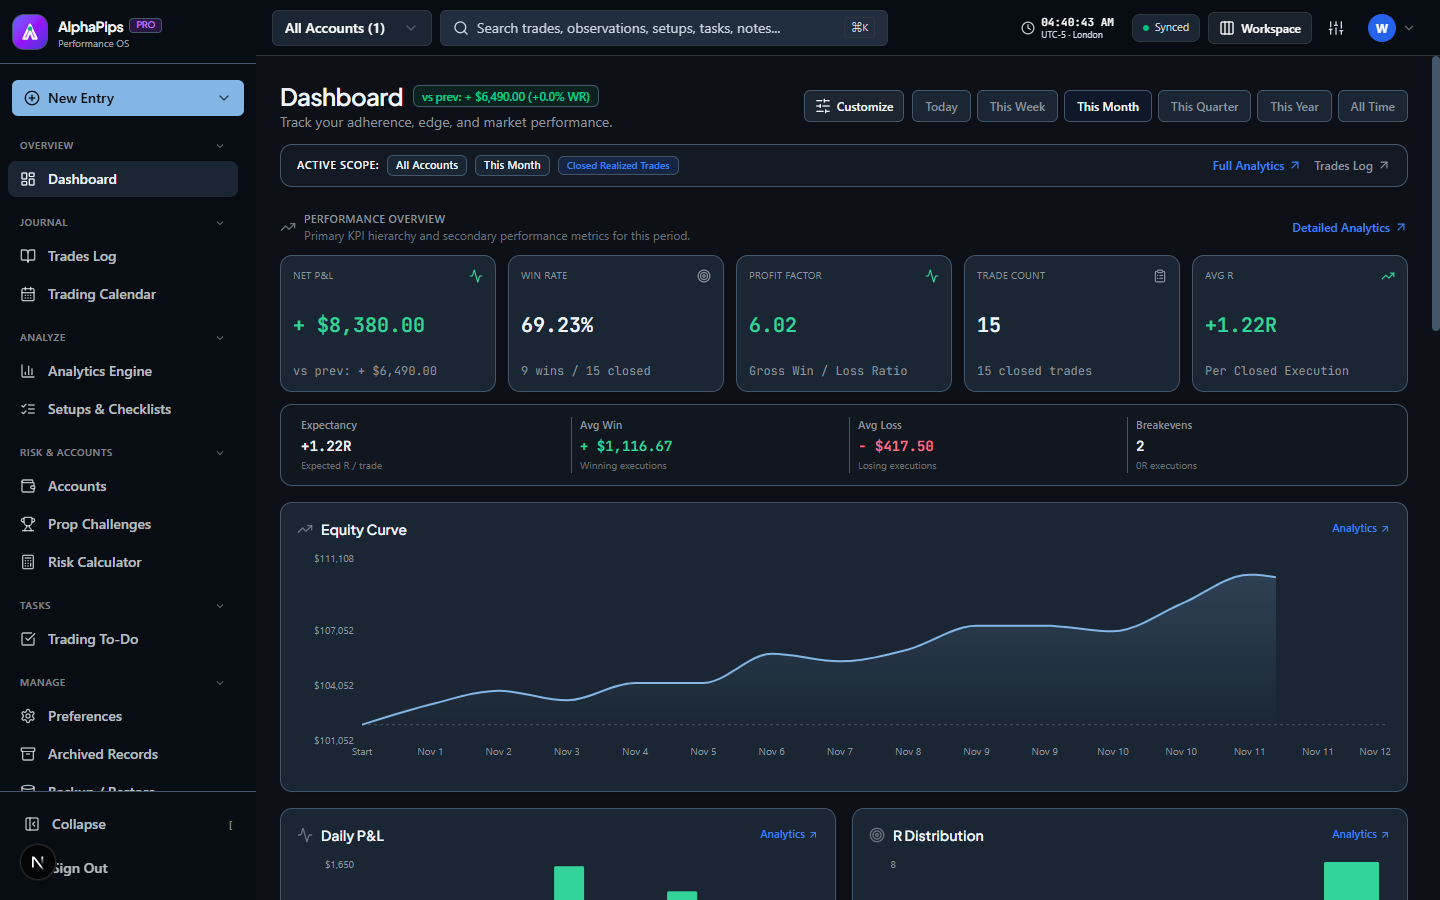 AlphaPips PRO
Performance OS
All Accounts (1)
Search trades, observations, setups, tasks, notes...
⌘K
04:40:43 AM
UTC-5 · London
Synced
Workspace
W
New Entry
OVERVIEW
Dashboard
JOURNAL
Trades Log
Trading Calendar
ANALYZE
Analytics Engine
Setups & Checklists
RISK & ACCOUNTS
Accounts
Prop Challenges
Risk Calculator
TASKS
Trading To-Do
MANAGE
Preferences
Archived Records
Backup / Restore
Collapse [
N
Sign Out
Dashboard
vs prev: + $6,490.00 (+0.0% WR)
Track your adherence, edge, and market performance.
Customize
Today
This Week
This Month
This Quarter
This Year
All Time
ACTIVE SCOPE: All Accounts This Month Closed Realized Trades
Full Analytics
Trades Log
PERFORMANCE OVERVIEW
Primary KPI hierarchy and secondary performance metrics for this period.
Detailed Analytics
NET P&L
+ $8,380.00
vs prev: + $6,490.00
WIN RATE
69.23%
9 wins / 15 closed
PROFIT FACTOR
6.02
Gross Win / Loss Ratio
TRADE COUNT
15
15 closed trades
AVG R
+1.22R
Per Closed Execution
Expectancy
+1.22R
Expected R / trade
Avg Win
+ $1,116.67
Winning executions
Avg Loss
- $417.50
Losing executions
Breakevens
2
0R executions
Equity Curve
Analytics
$111,108
$107,052
$104,052
$101,052
Start Nov 1 Nov 2 Nov 3 Nov 4 Nov 5 Nov 6 Nov 7 Nov 8 Nov 9 Nov 9 Nov 10 Nov 10 Nov 11 Nov 11 Nov 12
Daily P&L
Analytics
$1,650
R Distribution
Analytics
8